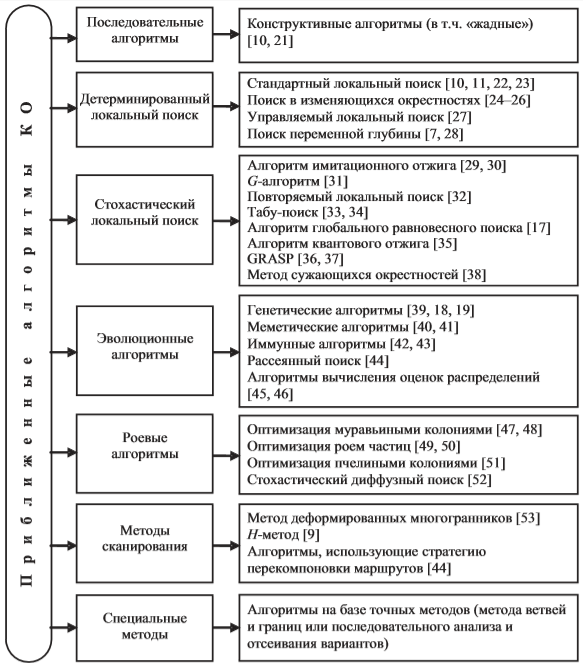 Приближенные алгоритмы КО
Последовательные
алгоритмы
Конструктивные алгоритмы (в т.ч. «жадные»)
[10, 21]
Детерминированный
локальный поиск
Стандартный локальный поиск [10, 11, 22, 23]
Поиск в изменяющихся окрестностях [24–26]
Управляемый локальный поиск [27]
Поиск переменной глубины [7, 28]
Стохастический
локальный поиск
Алгоритм имитационного отжига [29, 30]
G-алгоритм [31]
Повторяемый локальный поиск [32]
Табу-поиск [33, 34]
Алгоритм глобального равновесного поиска [17]
Алгоритм квантового отжига [35]
GRASP [36, 37]
Метод сужающихся окрестностей [38]
Эволюционные
алгоритмы
Генетические алгоритмы [39, 18, 19]
Меметические алгоритмы [40, 41]
Иммунные алгоритмы [42, 43]
Рассеянный поиск [44]
Алгоритмы вычисления оценок распределений
[45, 46]
Роевые
алгоритмы
Оптимизация муравьиными колониями [47, 48]
Оптимизация роем частиц [49, 50]
Оптимизация пчелиными колониями [51]
Стохастический диффузный поиск [52]
Методы
сканирования
Метод деформированных многогранников [53]
H-метод [9]
Алгоритмы, использующие стратегию
перекомпоновки маршрутов [44]
Специальные
методы
Алгоритмы на базе точных методов (метода ветвей
и границ или последовательного анализа и
отсеивания вариантов)